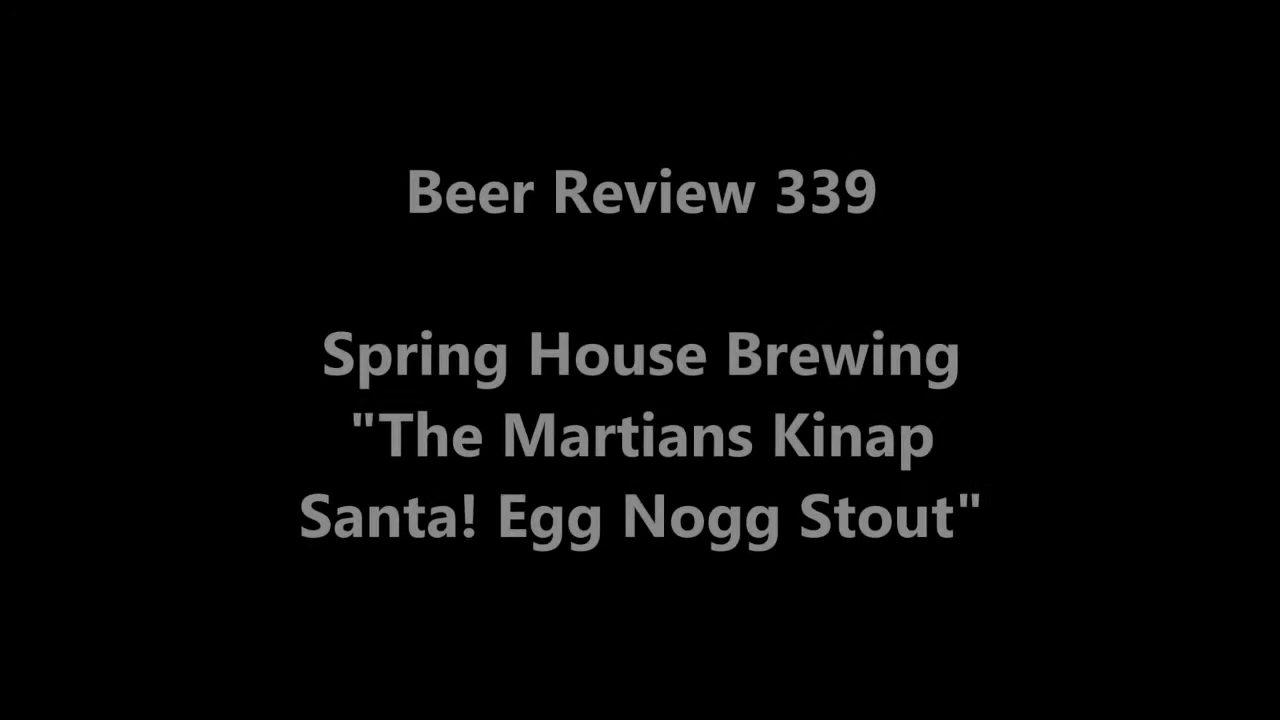 Beer Review 339
Spring House Brewing
"The Martians Kinap
Santa! Egg Nogg Stout"